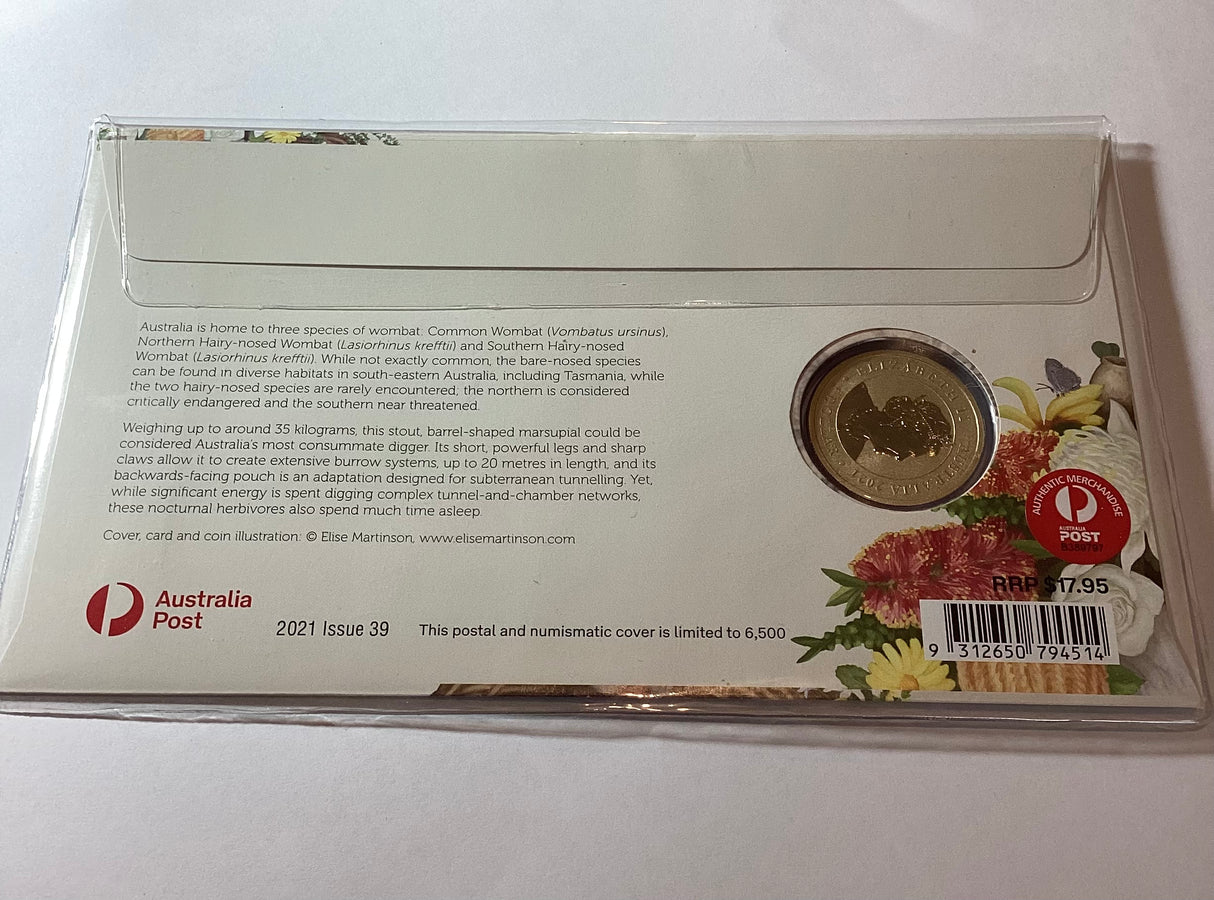 Australia is home to three species of wombat: Common Wombat (Vombatus ursinus),
Northern Hairy-nosed Wombat (Lasiorhinus krefftii) and Southern Hairy-nosed
Wombat (Lasiorhinus krefftii). While not exactly common, the bare-nosed species
can be found in diverse habitats in south-eastern Australia, including Tasmania, while
the two hairy-nosed species are rarely encountered; the northern is considered
critically endangered and the southern near threatened.
Weighing up to around 35 kilograms, this stout, barrel-shaped marsupial could be
considered Australia's most consummate digger. Its short, powerful legs and sharp
claws allow it to create extensive burrow systems, up to 20 metres in length, and its
backwards-facing pouch is an adaptation designed for subterranean tunnelling. Yet,
while significant energy is spent digging complex tunnel-and-chamber networks,
these nocturnal herbivores also spend much time asleep.
Cover, card and coin illustration: © Elise Martinson, www.elisemartinson.com
ELIZABETH II
AUSTRALIA 2021
AUTHENTIC MERCHANDISE
AUSTRALIA
POST
B389797
RRP $17.95
9 312650 794514
Australia
Post
2021 Issue 39
This postal and numismatic cover is limited to 6,500